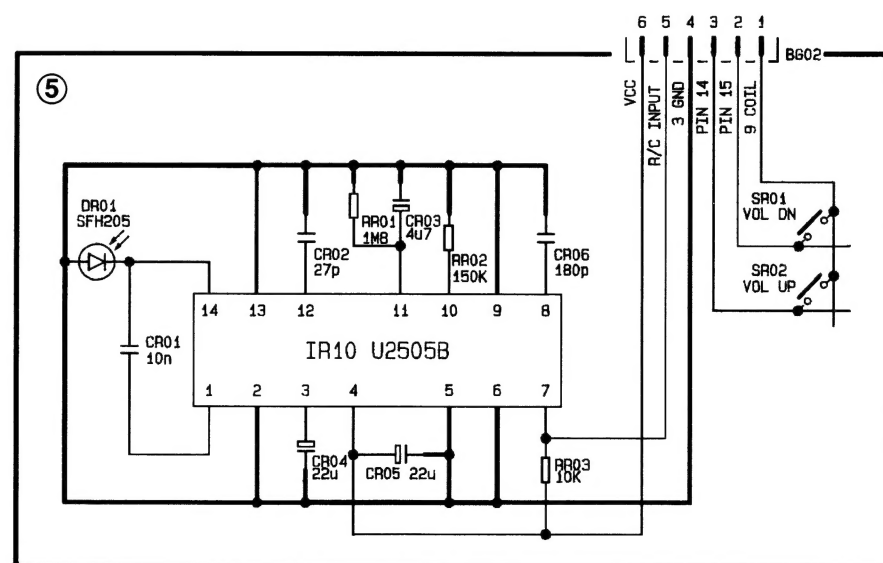 6 5 4 3 2 1
BG02
5
VCC
R/C INPUT
3 GND
PIN 14
PIN 15
9 COIL
DR01
SFH205
RR01
1M8
CR03
4u7
CR02
27p
RR02
150K
CR06
180p
SR01
VOL DN
SR02
VOL UP
14 13 12 11 10 9 8
CR01
10n
IR10 U2505B
1 2 3 4 5 6 7
CR04
22u
CR05 22u
RR03
10K